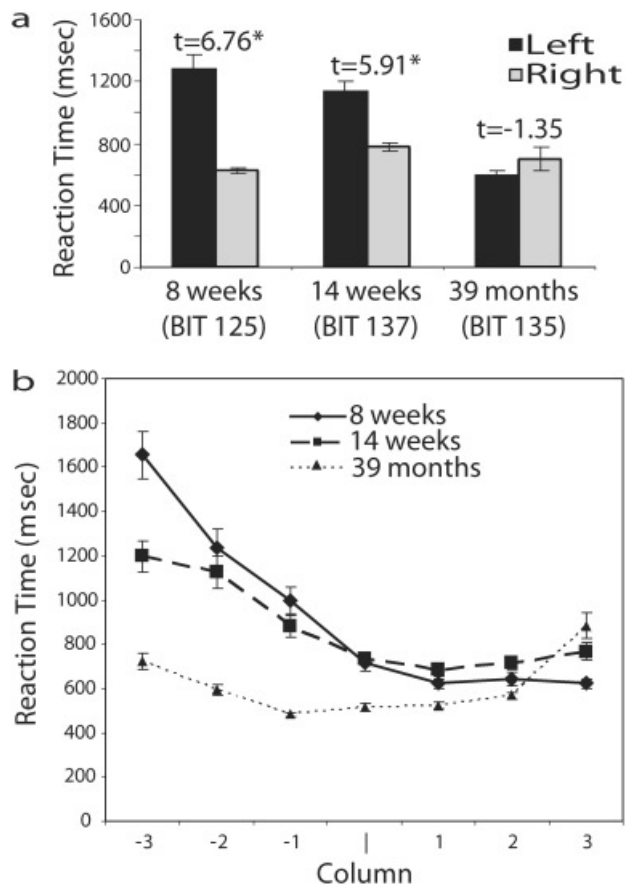 a
Reaction Time (msec)
1600
1200
800
400
0
t=6.76*
t=5.91*
t=-1.35
Left
Right
8 weeks
(BIT 125)
14 weeks
(BIT 137)
39 months
(BIT 135)
b
Reaction Time (msec)
2000
1800
1600
1400
1200
1000
800
600
400
200
0
8 weeks
14 weeks
39 months
-3 -2 -1 | 1 2 3
Column